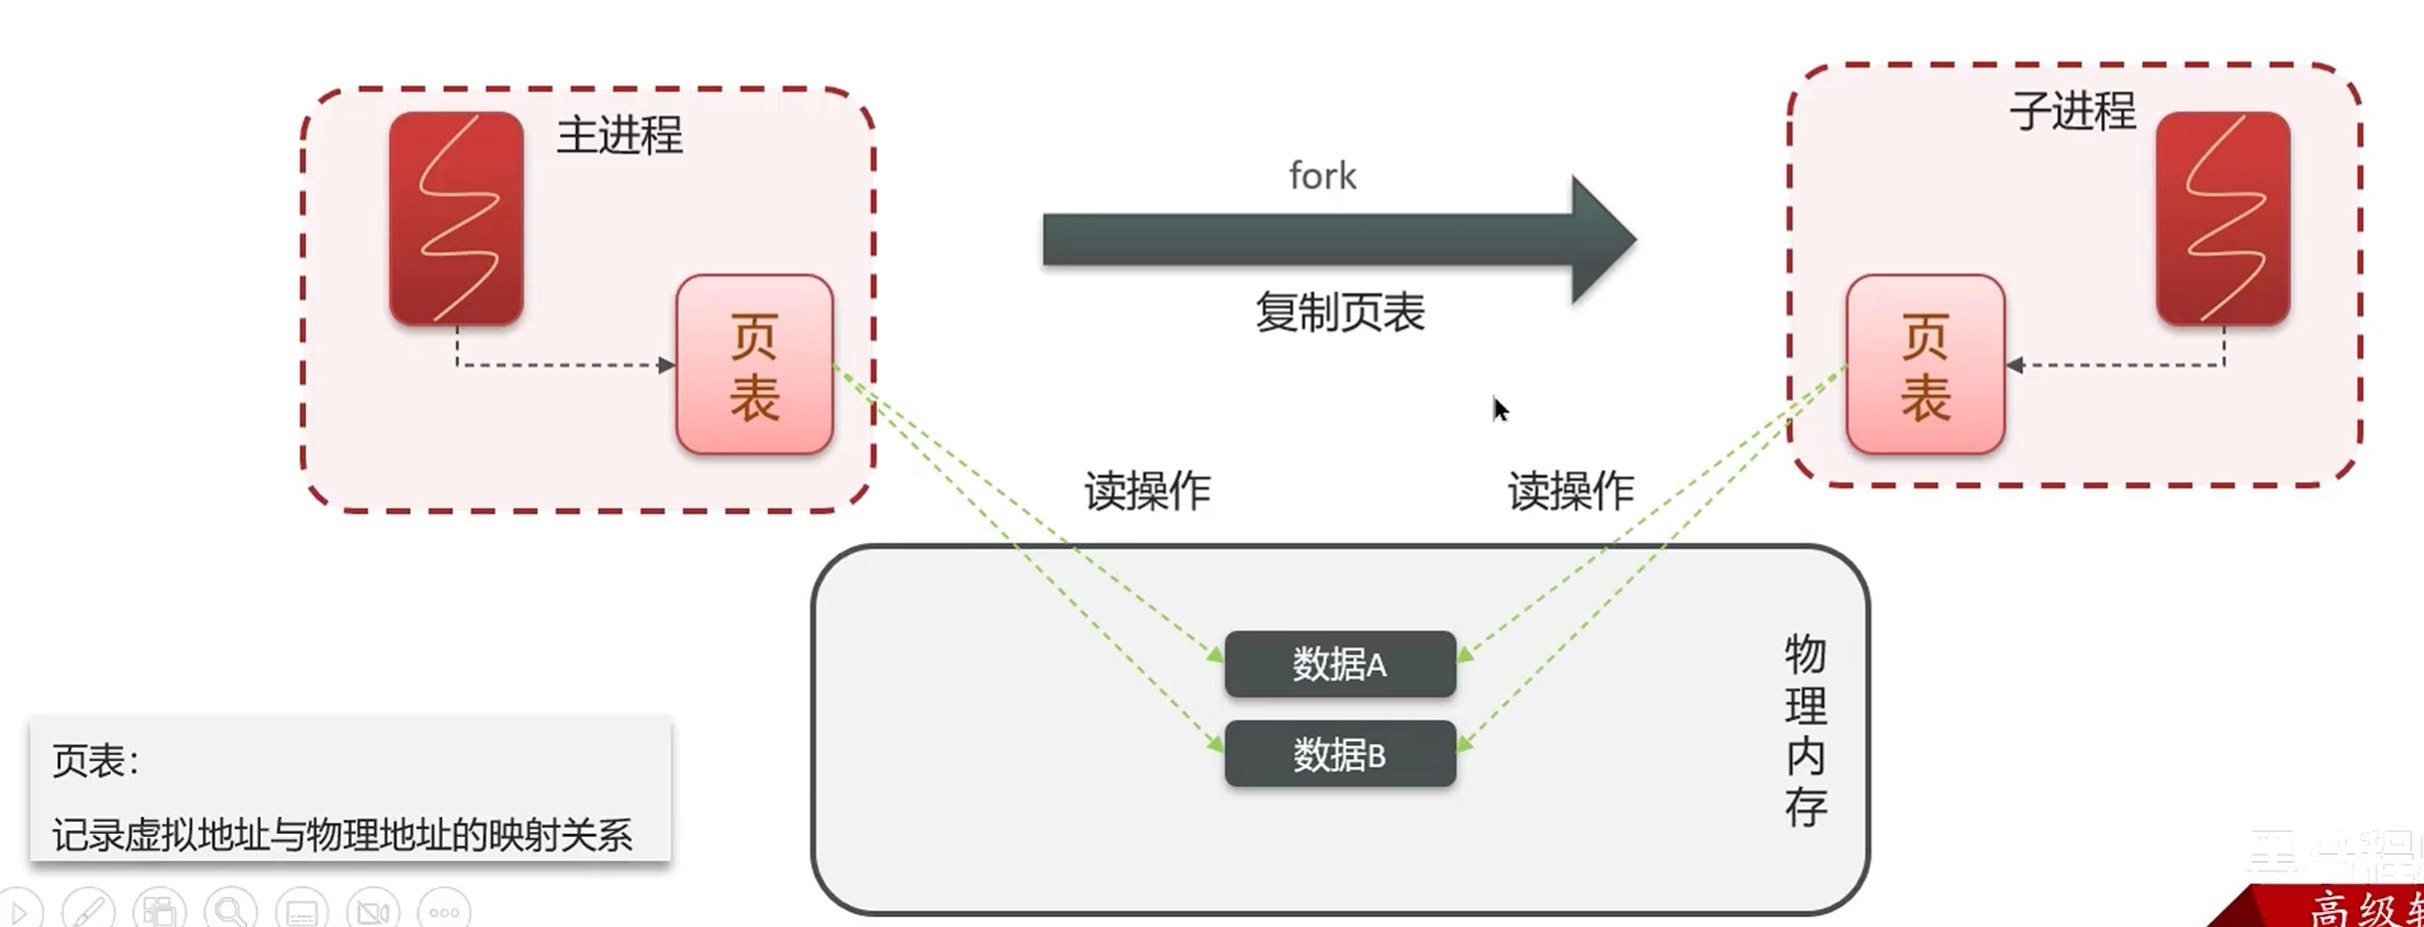 主进程
子进程
fork
复制页表
页表
页表
读操作
读操作
数据A
数据B
物理内存
页表：
记录虚拟地址与物理地址的映射关系
高级